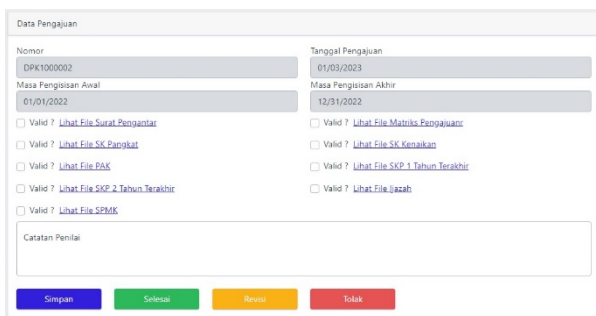 Data Pengajuan
Nomor Tanggal Pengajuan
DPK1000002 01/03/2023
Masa Pengisisan Awal Masa Pengisisan Akhir
01/01/2022 12/31/2022
Valid ? Lihat File Surat Pengantar Valid ? Lihat File Matriks Pengajuanr
Valid ? Lihat File SK Pangkat Valid ? Lihat File SK Kenaikan
Valid ? Lihat File PAK Valid ? Lihat File SKP 1 Tahun Terakhir
Valid ? Lihat File SKP 2 Tahun Terakhir Valid ? Lihat File Ijazah
Valid ? Lihat File SPMK
Catatan Penilai
Simpan Selesai Revisi Tolak